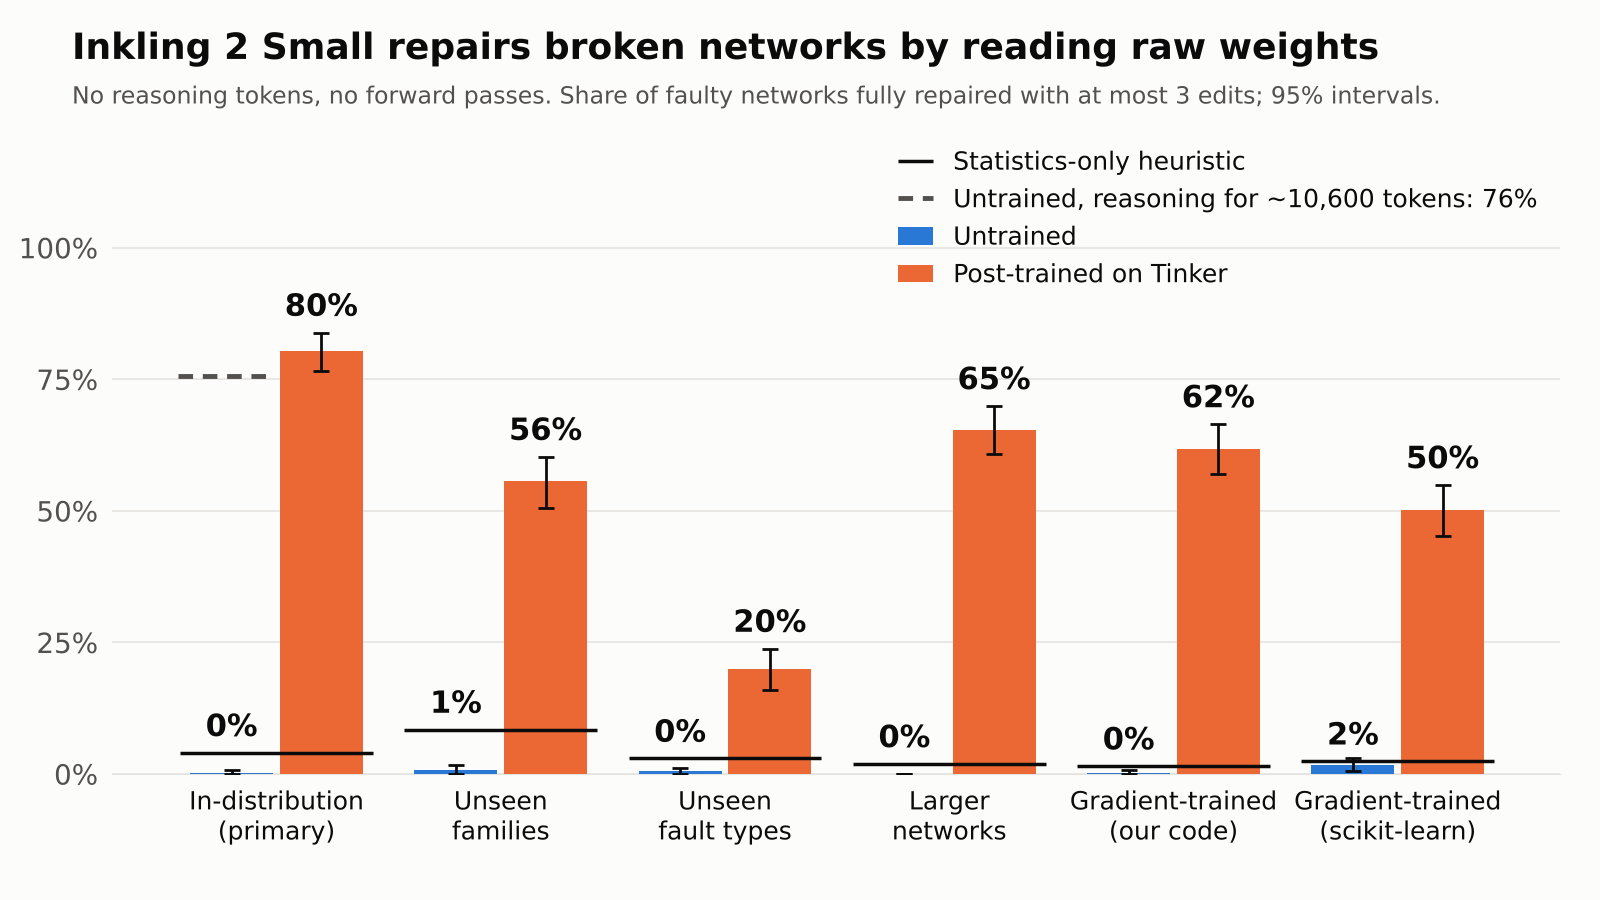 Inkling 2 Small repairs broken networks by reading raw weights
No reasoning tokens, no forward passes. Share of faulty networks fully repaired with at most 3 edits; 95% intervals.
Statistics-only heuristic
Untrained, reasoning for ~10,600 tokens: 76%
Untrained
Post-trained on Tinker
100%
75%
50%
25%
0%
0%
80%
1%
56%
0%
20%
0%
65%
0%
62%
2%
50%
In-distribution
(primary)
Unseen
families
Unseen
fault types
Larger
networks
Gradient-trained
(our code)
Gradient-trained
(scikit-learn)